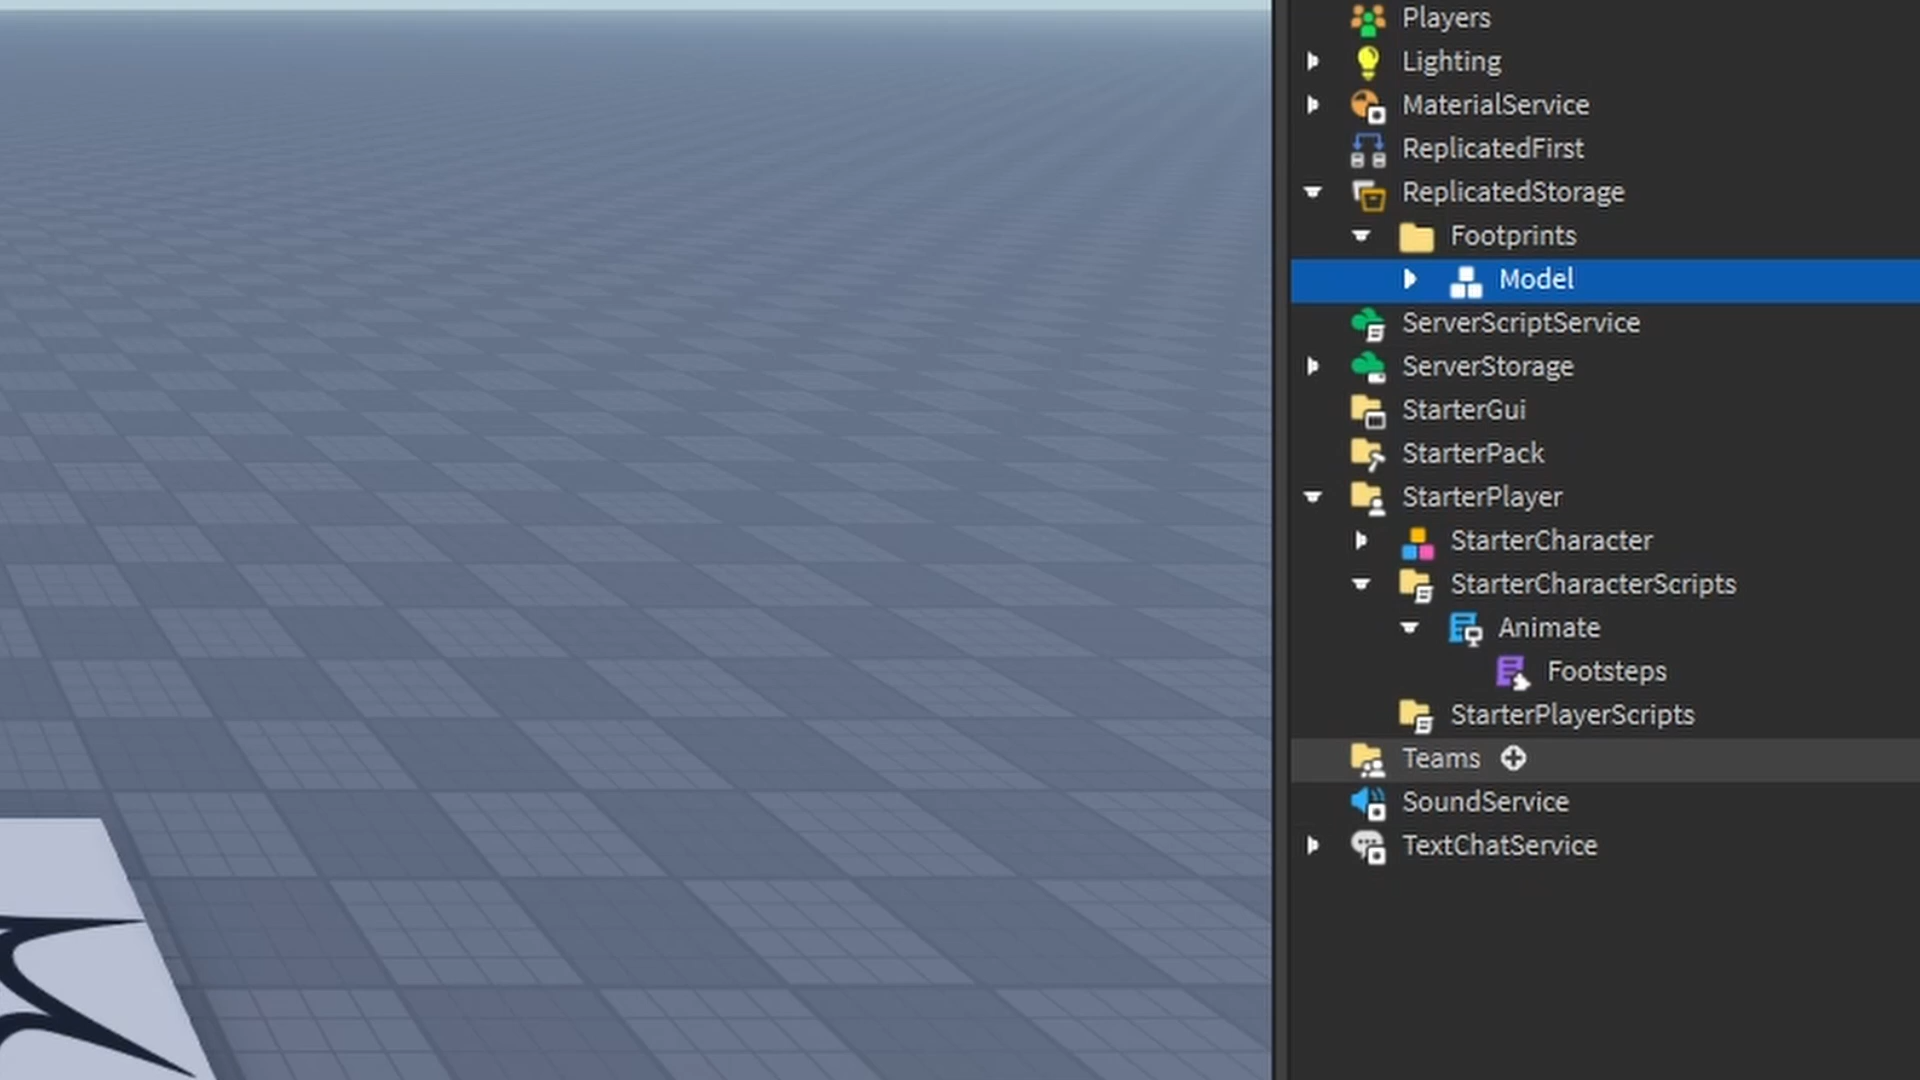 Players
Lighting
MaterialService
ReplicatedFirst
ReplicatedStorage
Footprints
Model
ServerScriptService
ServerStorage
StarterGui
StarterPack
StarterPlayer
StarterCharacter
StarterCharacterScripts
Animate
Footsteps
StarterPlayerScripts
Teams
SoundService
TextChatService